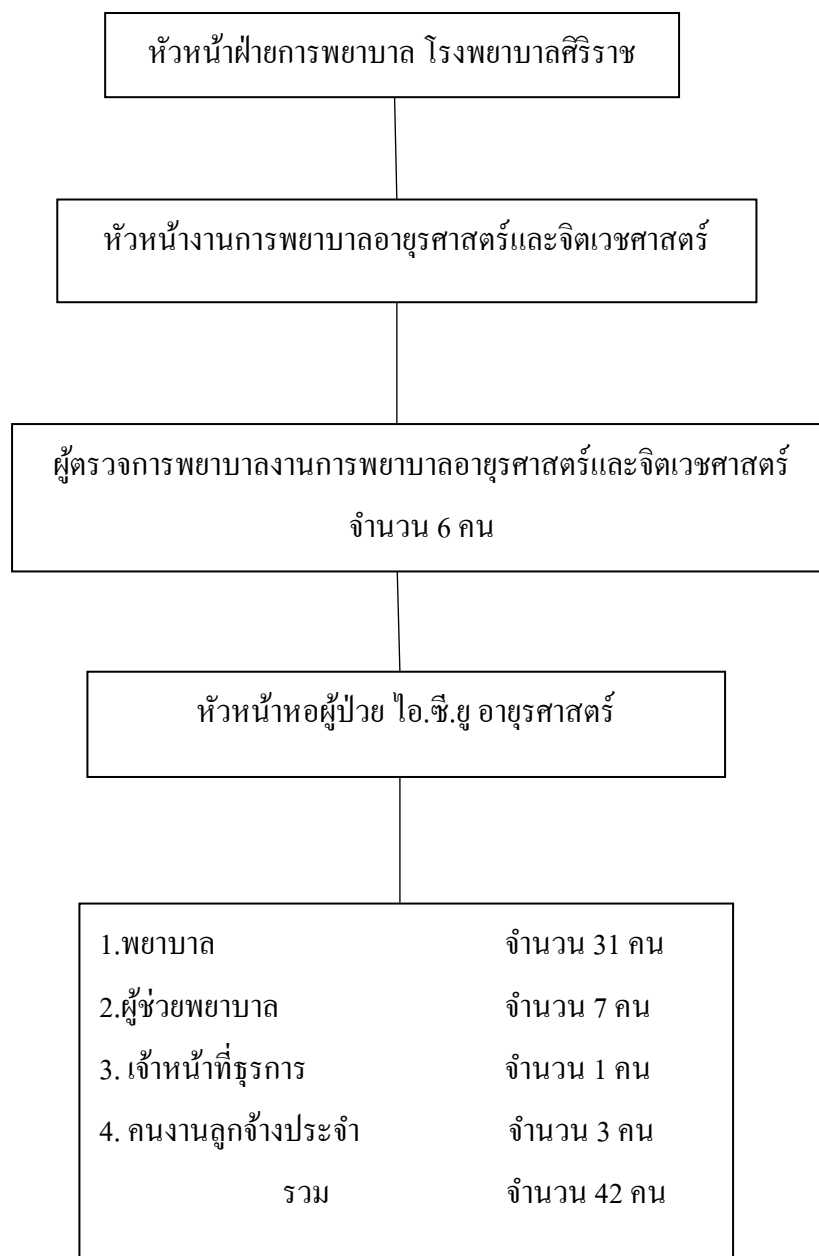 หัวหน้าฝ่ายการพยาบาล โรงพยาบาลศิริราช
หัวหน้างานการพยาบาลอายุรศาสตร์และจิตเวชศาสตร์
ผู้ตรวจการพยาบาลงานการพยาบาลอายุรศาสตร์และจิตเวชศาสตร์
จำนวน 6 คน
หัวหน้าหอผู้ป่วย ไอ.ซี.ยู อายุรศาสตร์
1.พยาบาล จำนวน 31 คน
2.ผู้ช่วยพยาบาล จำนวน 7 คน
3. เจ้าหน้าที่ธุรการ จำนวน 1 คน
4. คนงานลูกจ้างประจำ จำนวน 3 คน
รวม จำนวน 42 คน